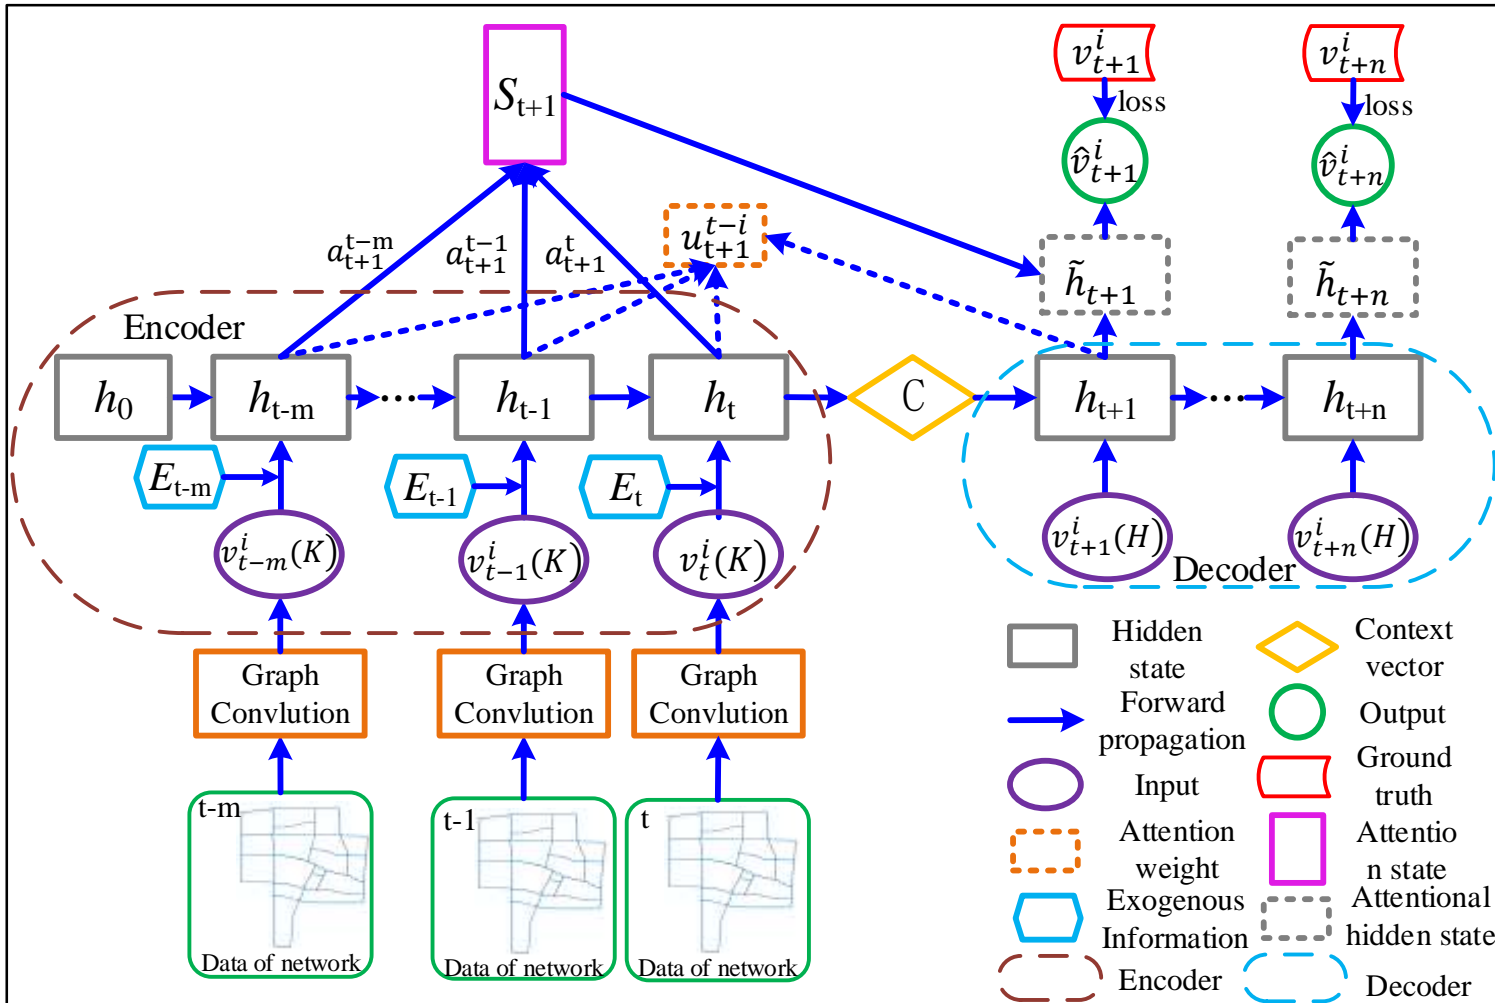 S_{t+1}
v^i_{t+1}
v^i_{t+n}
loss
loss
v̂^i_{t+1}
v̂^i_{t+n}
a^{t-m}_{t+1}
a^{t-1}_{t+1}
a^t_{t+1}
u^{t-i}_{t+1}
h̃_{t+1}
h̃_{t+n}
Encoder
h_0
h_{t-m}
...
h_{t-1}
h_t
C
h_{t+1}
...
h_{t+n}
E_{t-m}
E_{t-1}
E_t
v^i_{t-m}(K)
v^i_{t-1}(K)
v^i_t(K)
v^i_{t+1}(H)
v^i_{t+n}(H)
Decoder
Graph
Convlution
Graph
Convlution
Graph
Convlution
t-m
Data of network
t-1
Data of network
t
Data of network
Hidden
state
Context
vector
Forward
propagation
Output
Input
Ground
truth
Attention
weight
Attentio
n state
Exogenous
Information
Attentional
hidden state
Encoder
Decoder